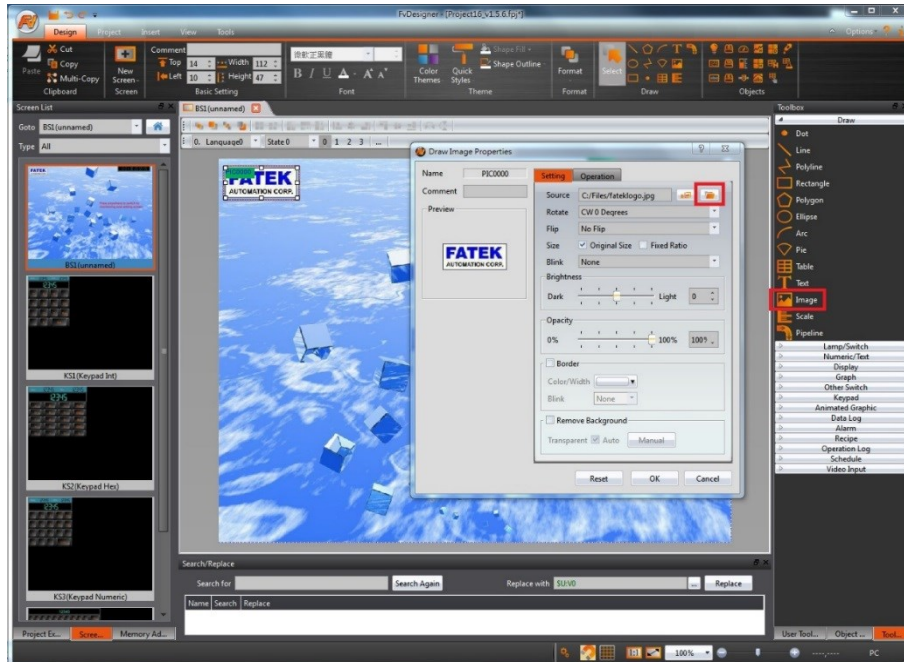 FvDesigner - [Project16_v1.5.6.fpj*]
Design Project Insert View Tools
Options
Paste
Cut
Copy
Multi-Copy
Clipboard
New Screen
Screen
Comment
Top 14 Width 112
Left 10 Height 47
Basic Setting
B I U A A A
Font
Color Themes
Quick Styles
Shape Fill
Shape Outline
Theme
Format
Format
Select
Draw
Objects
Screen List
Goto BS1 (unnamed)
Type All
BS1 (unnamed)
KS1(Keypad Int)
KS2(Keypad Hex)
KS3(Keypad Numeric)
Project Ex... Scree... Memory Ad...
BS1(unnamed)
0. Language0 State 0 0 1 2 3 ...
PIC0000
FATEK
AUTOMATION CORP.
Draw Image Properties
Name PIC0000
Comment
Preview
FATEK
AUTOMATION CORP.
Setting Operation
Source C:/Files/fateklogo.jpg
Rotate CW 0 Degrees
Flip No Flip
Size Original Size Fixed Ratio
Blink None
Brightness
Dark Light 0
Opacity
0% 100% 100%
Border
Color/Width
Blink None
Remove Background
Transparent Auto Manual
Reset OK Cancel
Search/Replace
Search for Search Again Replace with $U:V0 ... Replace
Name Search Replace
Toolbox
Draw
Dot
Line
Polyline
Rectangle
Polygon
Ellipse
Arc
Pie
Table
Text
Image
Scale
Pipeline
Lamp/Switch
Numeric/Text
Display
Graph
Other Switch
Keypad
Animated Graphic
Data Log
Alarm
Recipe
Operation Log
Schedule
Video Input
User Tool... Object ... Tool...
100% PC